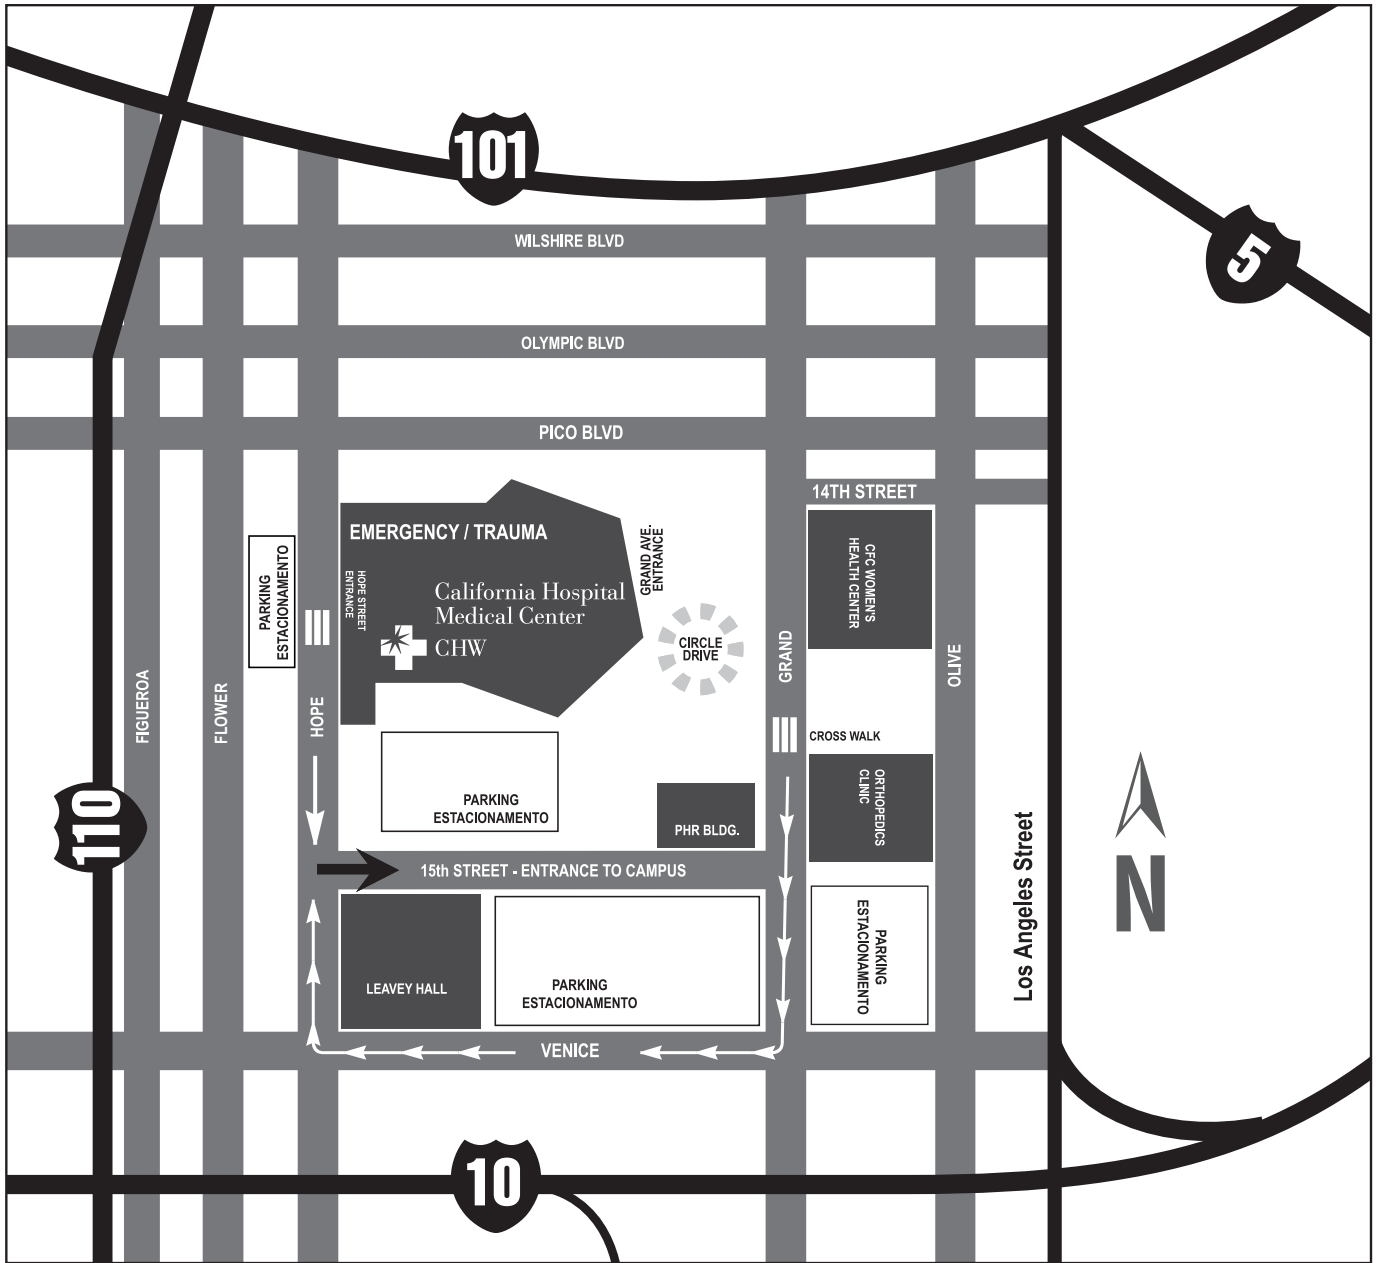 101
5
WILSHIRE BLVD
OLYMPIC BLVD
PICO BLVD
14TH STREET
EMERGENCY / TRAUMA
HOPE STREET
ENTRANCE
California Hospital
Medical Center
CHW
GRAND AVE.
ENTRANCE
CIRCLE
DRIVE
CFC WOMEN'S
HEALTH CENTER
PARKING
ESTACIONAMENTO
FIGUEROA
FLOWER
HOPE
GRAND
OLIVE
CROSS WALK
ORTHOPEDICS
CLINIC
PARKING
ESTACIONAMENTO
PHR BLDG.
110
15th STREET - ENTRANCE TO CAMPUS
LEAVEY HALL
PARKING
ESTACIONAMENTO
PARKING
ESTACIONAMENTO
Los Angeles Street
N
VENICE
10